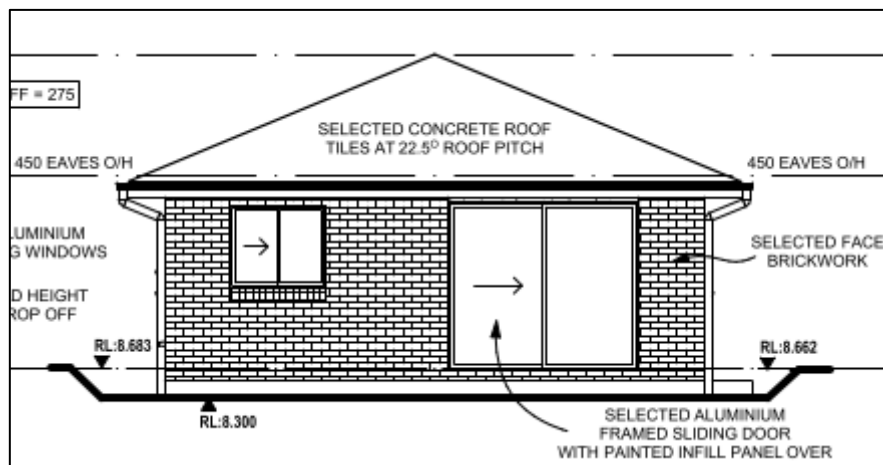 FF = 275
SELECTED CONCRETE ROOF
TILES AT 22.5° ROOF PITCH
450 EAVES O/H
450 EAVES O/H
LUMINIUM
G WINDOWS
SELECTED FACE
BRICKWORK
D HEIGHT
ROP OFF
RL:8.683
RL:8.662
RL:8.300
SELECTED ALUMINIUM
FRAMED SLIDING DOOR
WITH PAINTED INFILL PANEL OVER